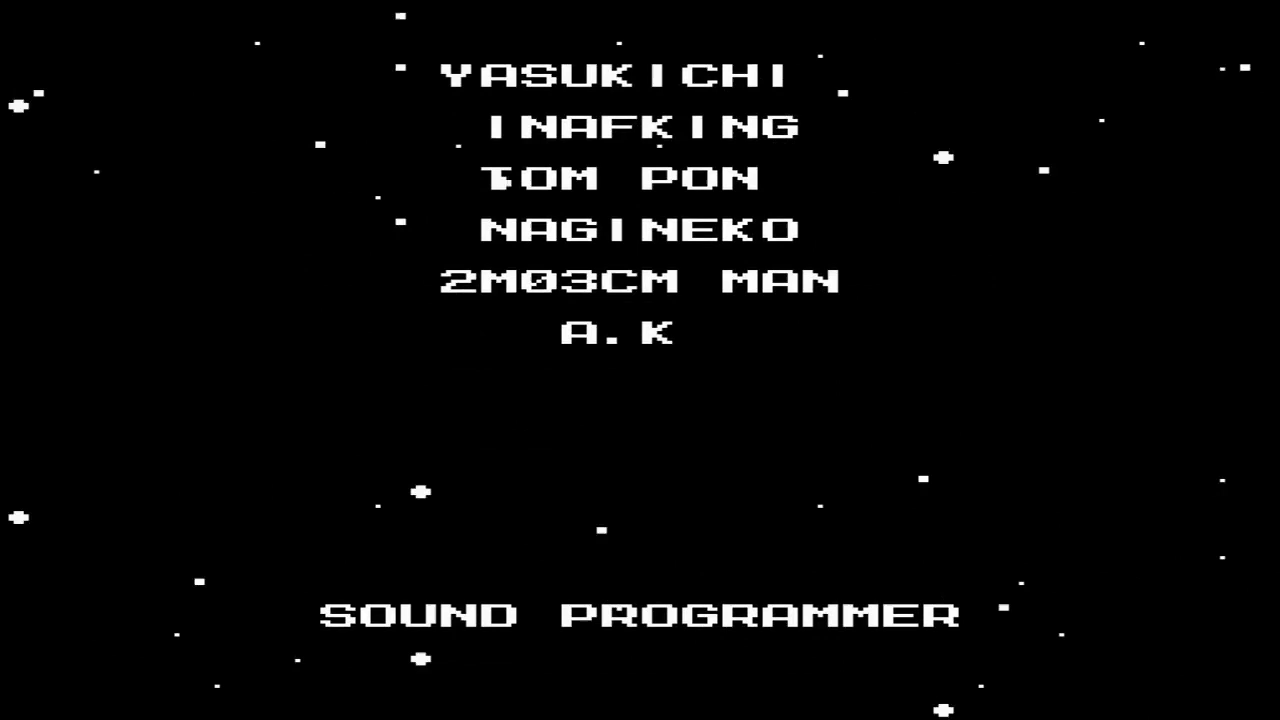 YASUKICHI
INAFKING
TOM PON
NAGINEKO
2M03CM MAN
A.K
SOUND PROGRAMMER